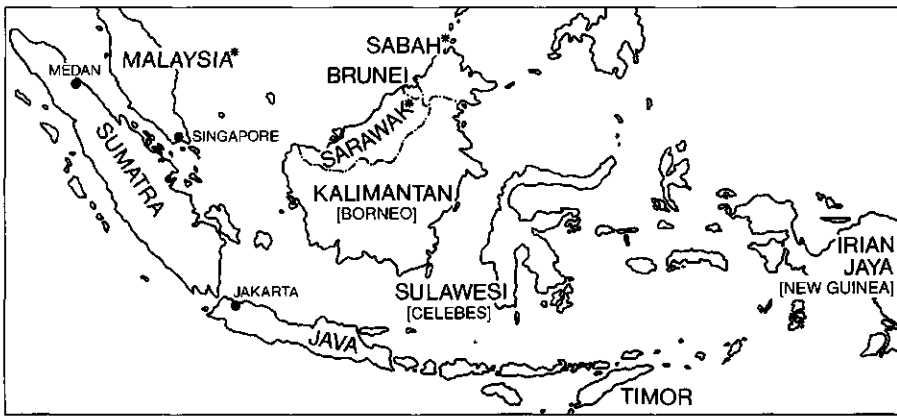 SABAH*
MALAYSIA*
BRUNEI
MEDAN
SARAWAK*
SINGAPORE
SUMATRA
KALIMANTAN
[BORNEO]
IRIAN
JAYA
[NEW GUINEA]
SULAWESI
[CELEBES]
JAKARTA
JAVA
TIMOR